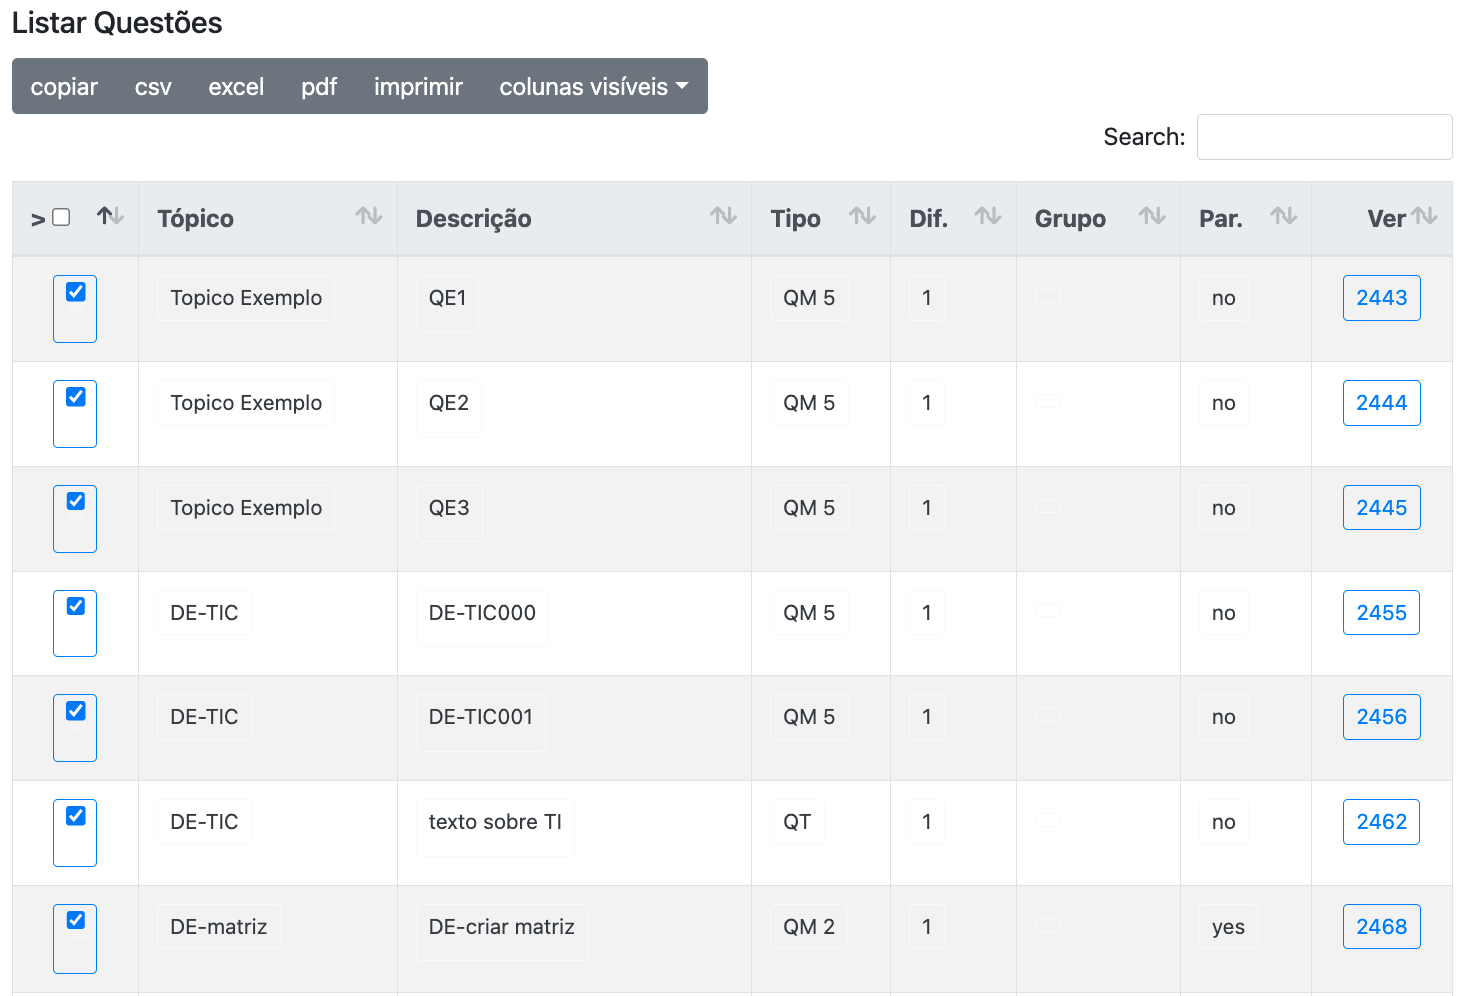 Listar Questões
copiar csv excel pdf imprimir colunas visíveis
Search:
> Tópico Descrição Tipo Dif. Grupo Par. Ver
Topico Exemplo QE1 QM 5 1 no 2443
Topico Exemplo QE2 QM 5 1 no 2444
Topico Exemplo QE3 QM 5 1 no 2445
DE-TIC DE-TIC000 QM 5 1 no 2455
DE-TIC DE-TIC001 QM 5 1 no 2456
DE-TIC texto sobre TI QT 1 no 2462
DE-matriz DE-criar matriz QM 2 1 yes 2468